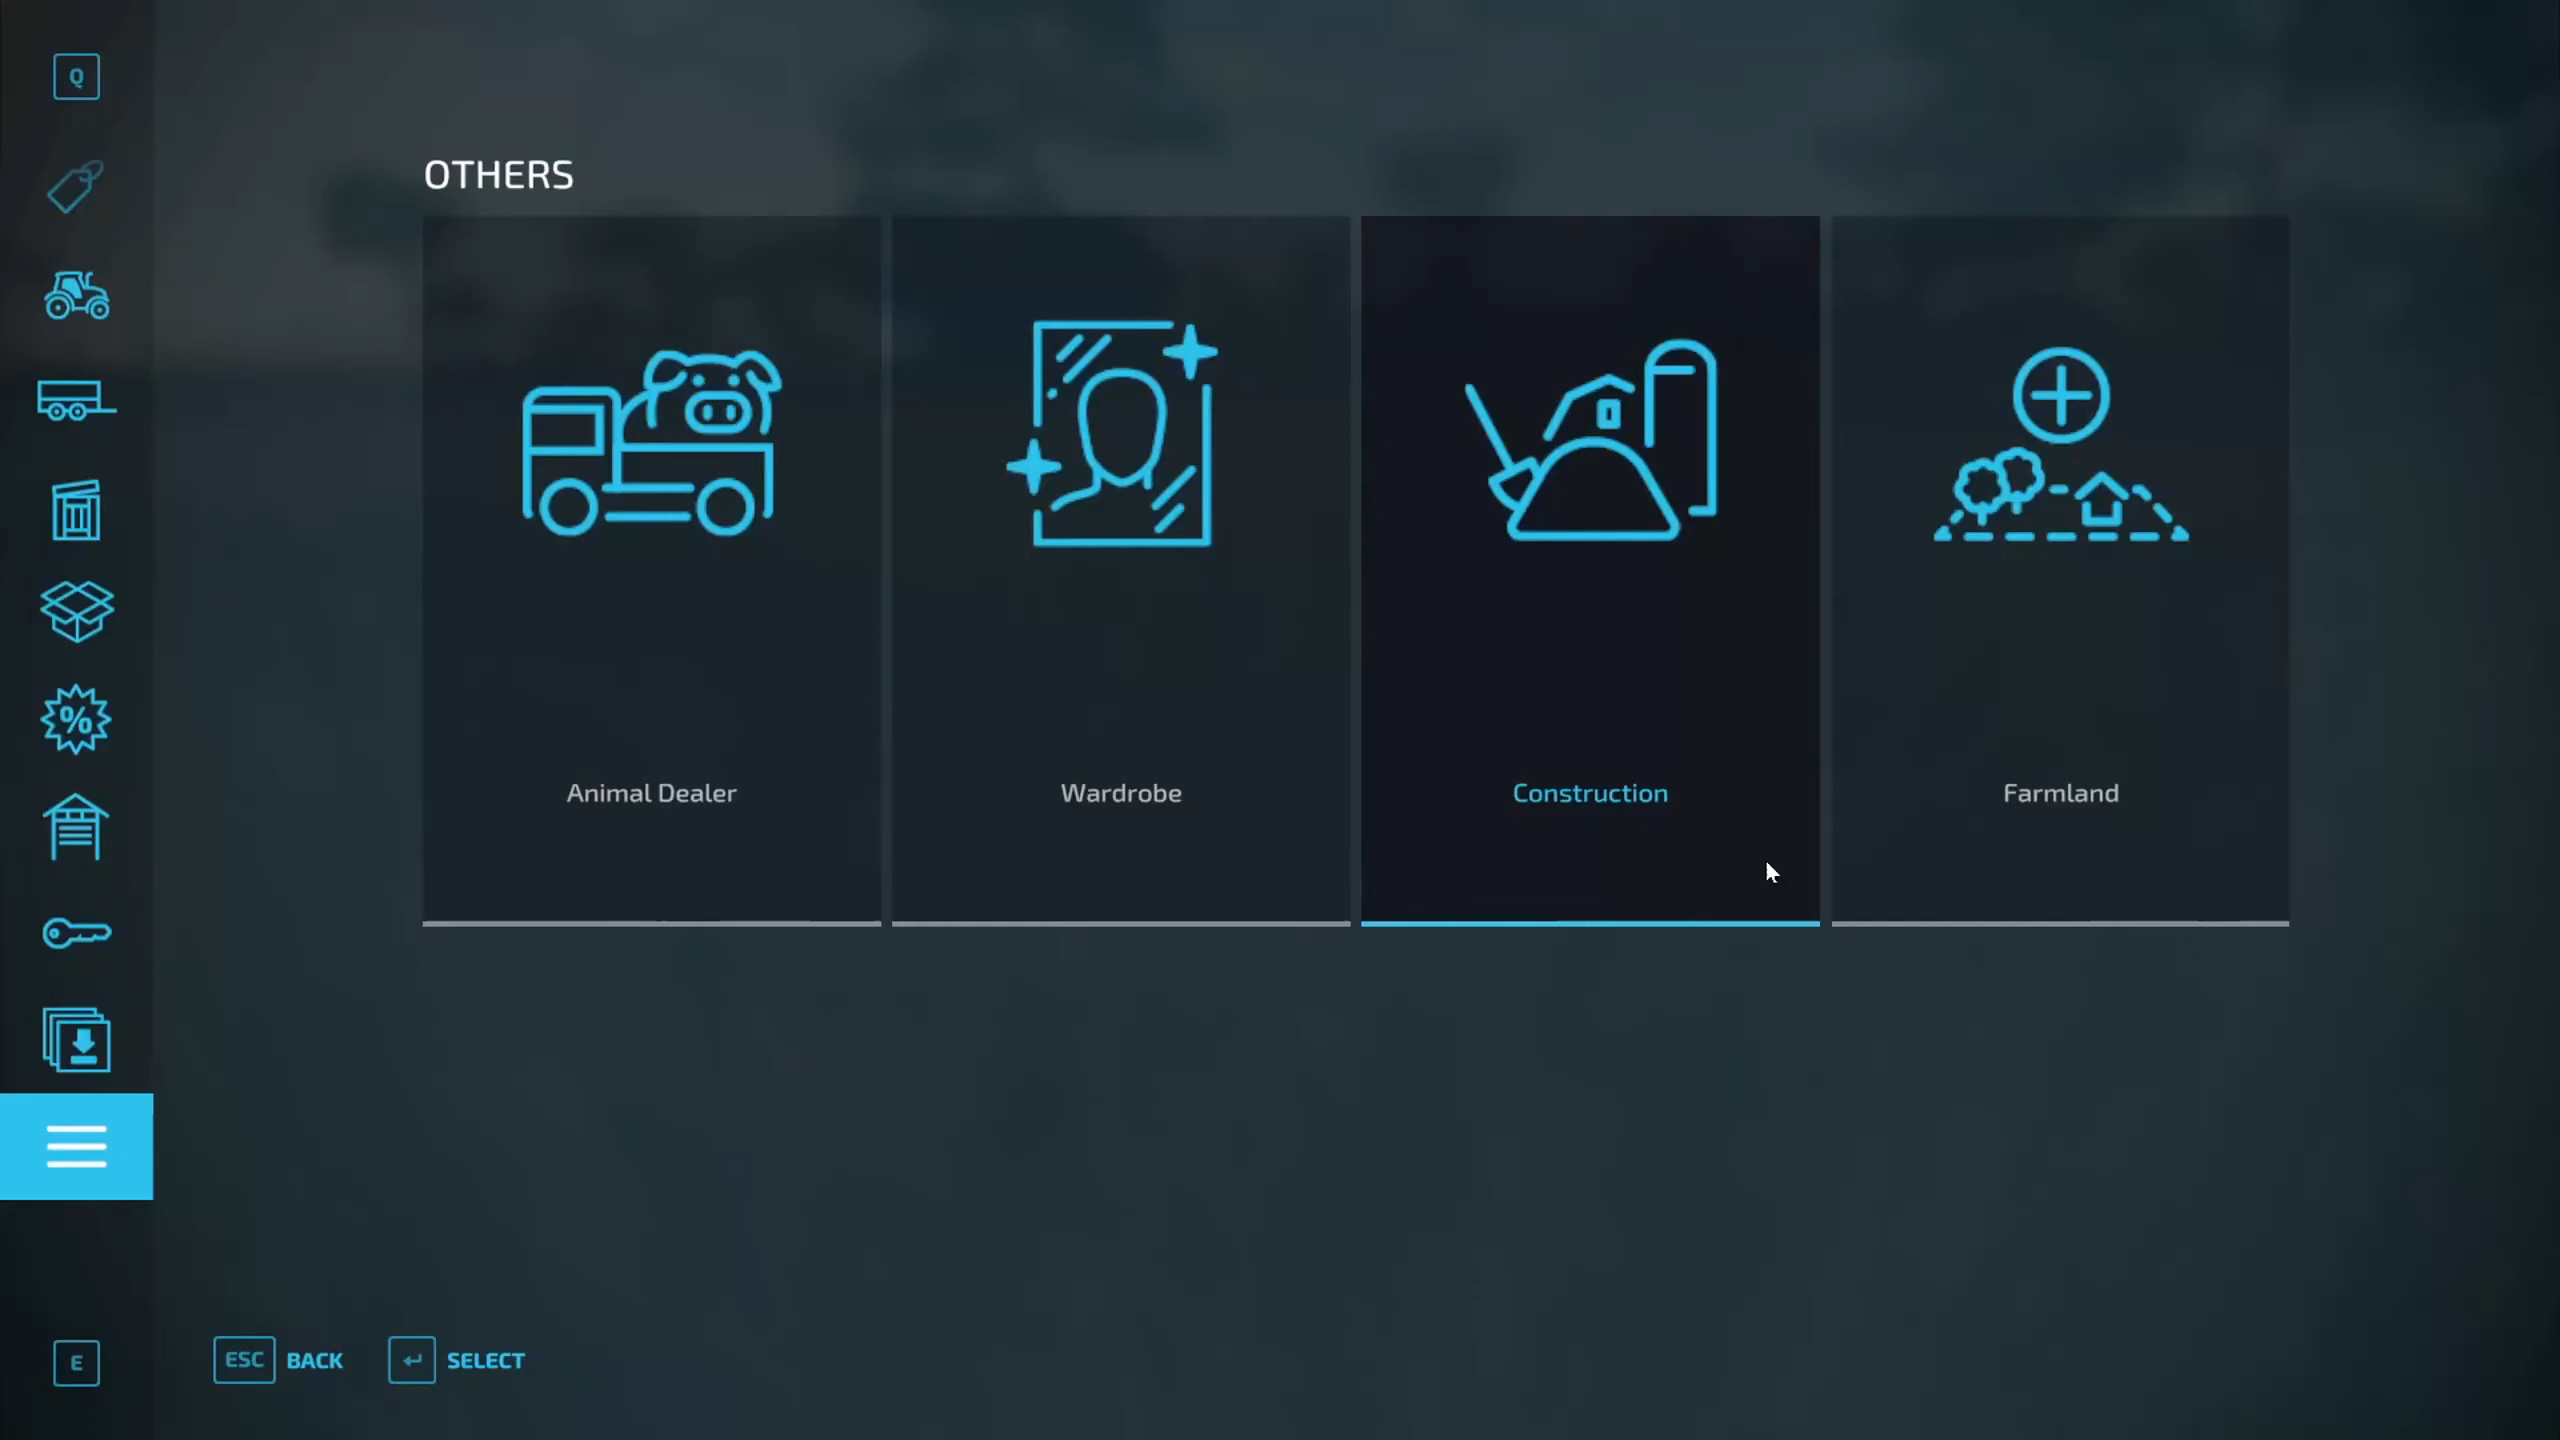 Q
OTHERS
%
Animal Dealer
Wardrobe
Construction
Farmland
E
ESC BACK
SELECT